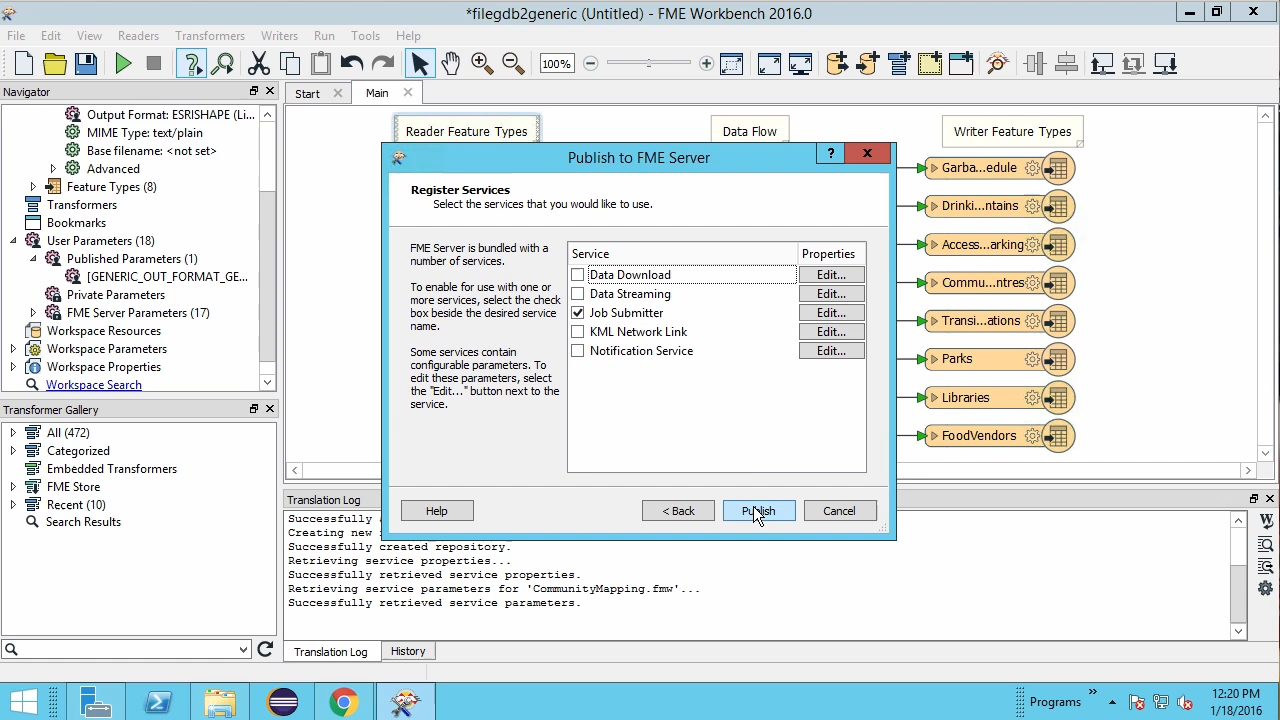 *filegdb2generic (Untitled) - FME Workbench 2016.0
File Edit View Readers Transformers Writers Run Tools Help
100%
Navigator
Start
Main
Output Format: ESRISHAPE (Li...
MIME Type: text/plain
Base filename: <not set>
Advanced
Feature Types (8)
Transformers
Bookmarks
User Parameters (18)
Published Parameters (1)
[GENERIC_OUT_FORMAT_GE...
Private Parameters
FME Server Parameters (17)
Workspace Resources
Workspace Parameters
Workspace Properties
Workspace Search
Transformer Gallery
All (472)
Categorized
Embedded Transformers
FME Store
Recent (10)
Search Results
Reader Feature Types
Data Flow
Writer Feature Types
Garba...edule
Drinki...ntains
Access...arking
Commu...ntres
Transi...ations
Parks
Libraries
FoodVendors
Publish to FME Server
?
Register Services
Select the services that you would like to use.
FME Server is bundled with a
number of services.
To enable for use with one or
more services, select the check
box beside the desired service
name.
Some services contain
configurable parameters. To
edit these parameters, select
the "Edit..." button next to the
service.
Service Properties
Data Download Edit...
Data Streaming Edit...
Job Submitter Edit...
KML Network Link Edit...
Notification Service Edit...
Help
< Back
Publish
Cancel
Translation Log
Successfully
Creating new
Successfully created repository.
Retrieving service properties...
Successfully retrieved service properties.
Retrieving service parameters for 'CommunityMapping.fmw'...
Successfully retrieved service parameters.
Translation Log
History
Programs
12:20 PM
1/18/2016